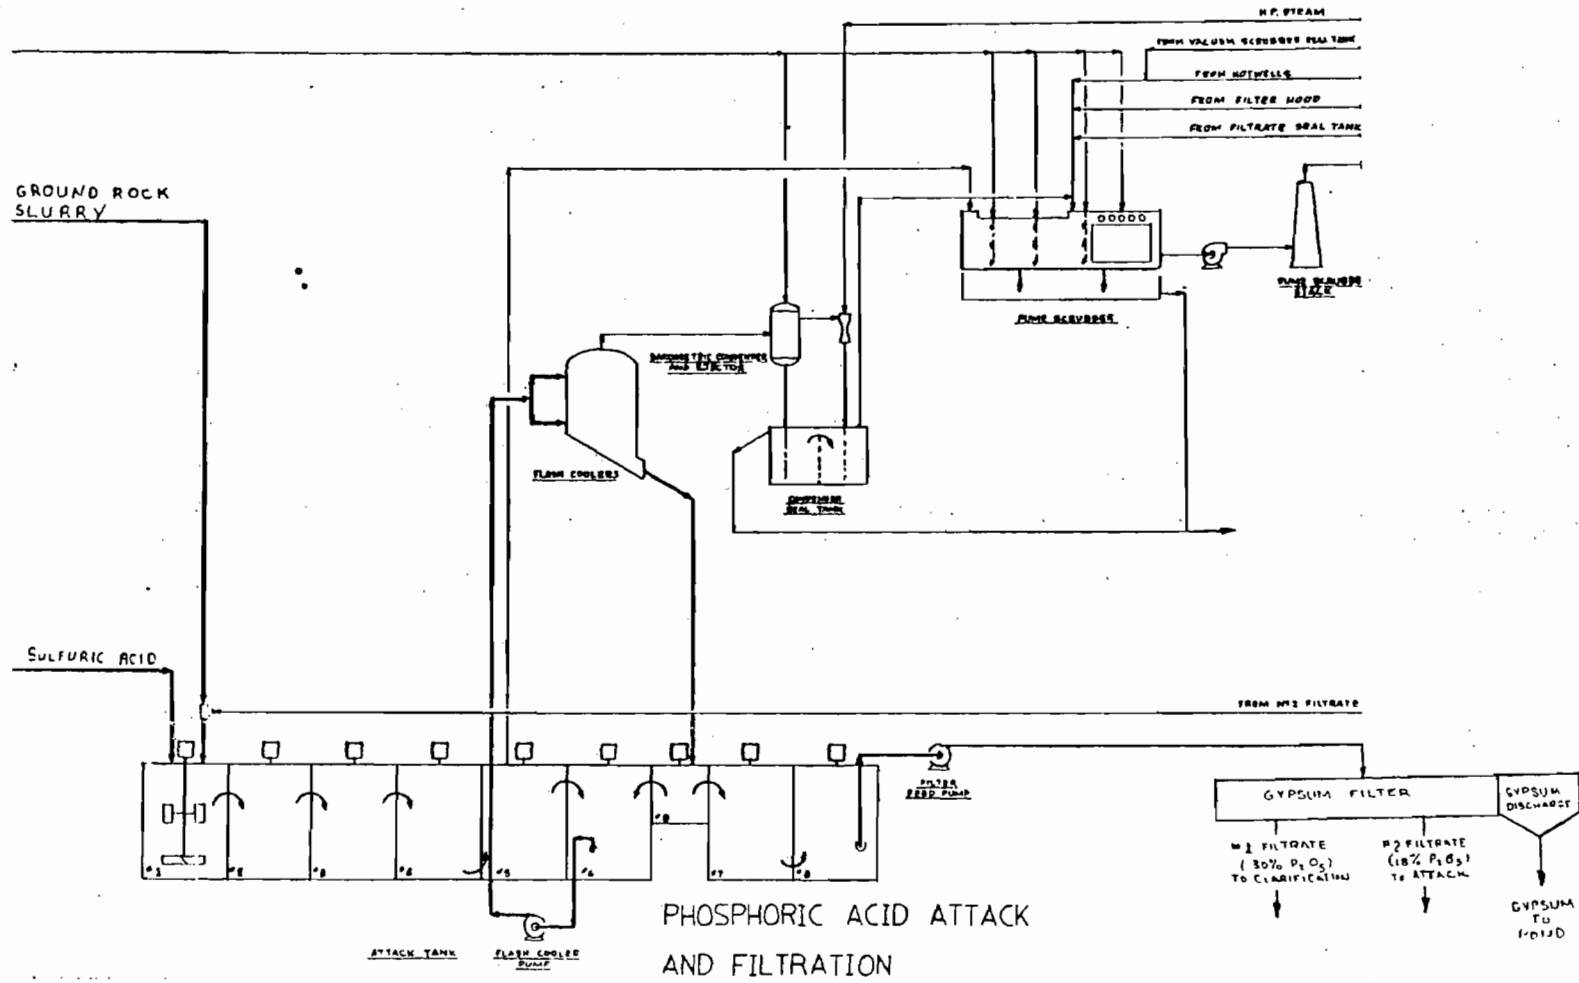 H.P. STEAM
FROM VACUUM SCRUBBER SEAL TANK
FROM HOTWELLS
FROM FILTER HOOD
FROM FILTRATE SEAL TANK
GROUND ROCK
SLURRY
FUME SCRUBBER
STACK
FUME SCRUBBER
BAROMETRIC CONDENSER
AND EJECTOR
FLASH COOLERS
CONDENSER
SEAL TANK
SULFURIC ACID
FROM Nº2 FILTRATE
FILTER
FEED PUMP
GYPSUM FILTER
GYPSUM
DISCHARGE
#1
#2
#3
#4
#5
#6
#7
#8
#1 FILTRATE
(30% P₂O₅)
TO CLARIFICATION
#2 FILTRATE
(18% P₂O₅)
TO ATTACK
GYPSUM
TO
POND
ATTACK TANK
FLASH COOLER
PUMP
PHOSPHORIC ACID ATTACK
AND FILTRATION